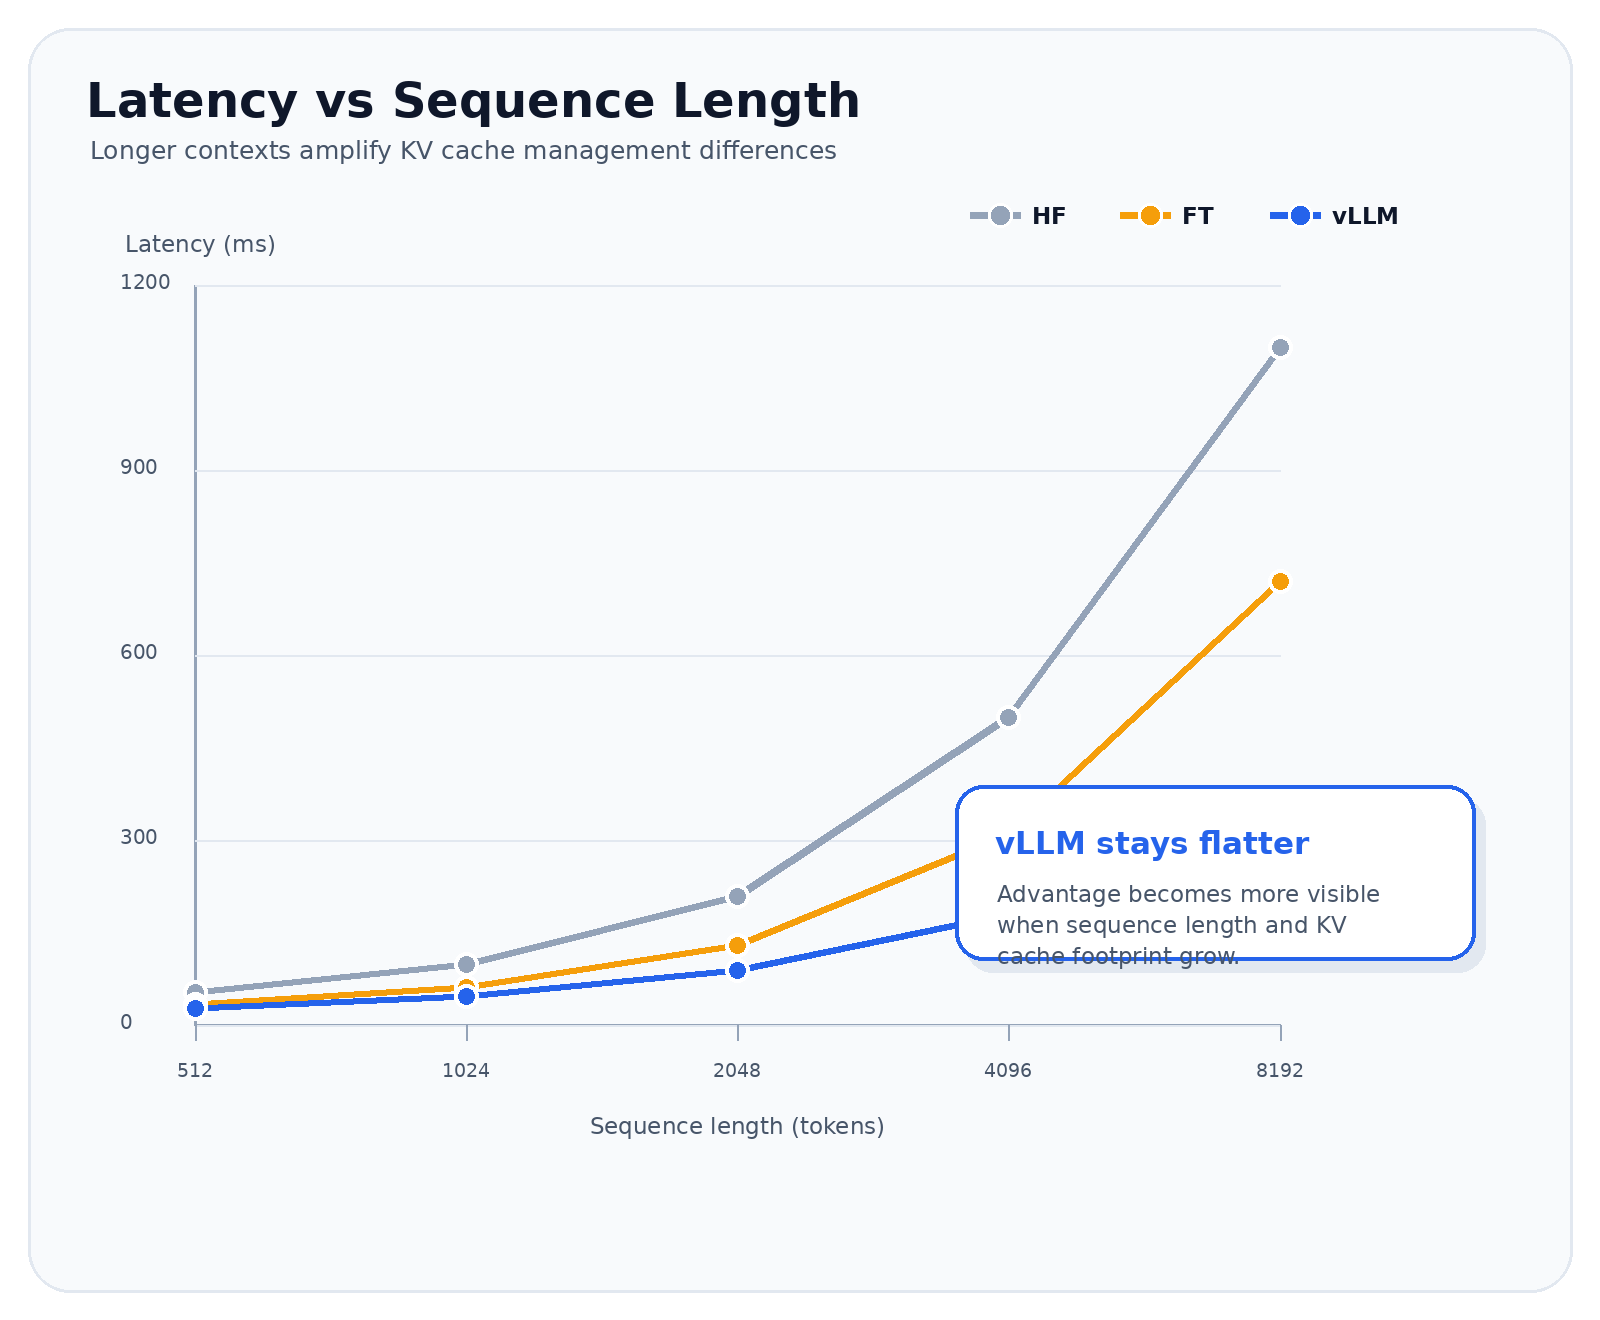 Latency vs Sequence Length
Longer contexts amplify KV cache management differences
HF FT vLLM
Latency (ms)
1200
900
600
300
0
vLLM stays flatter
Advantage becomes more visible
when sequence length and KV
cache footprint grow.
512 1024 2048 4096 8192
Sequence length (tokens)